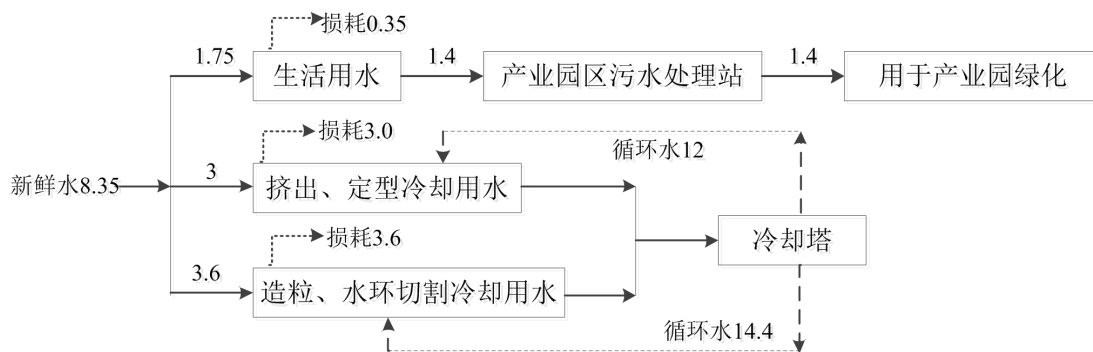 损耗0.35
1.75
生活用水
1.4
产业园区污水处理站
1.4
用于产业园绿化
损耗3.0
循环水12
新鲜水8.35
3
挤出、定型冷却用水
冷却塔
损耗3.6
3.6
造粒、水环切割冷却用水
循环水14.4